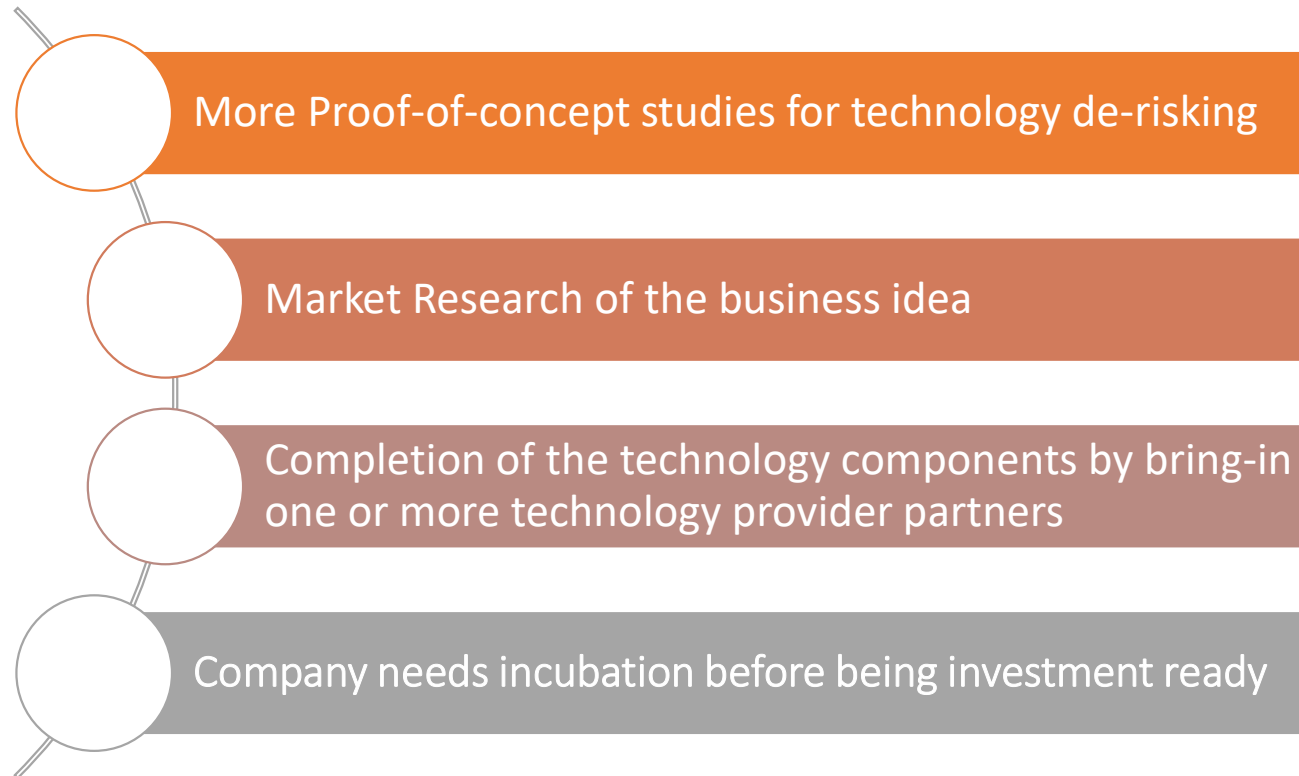 More Proof-of-concept studies for technology de-risking
Market Research of the business idea
Completion of the technology components by bring-in
one or more technology provider partners
Company needs incubation before being investment ready